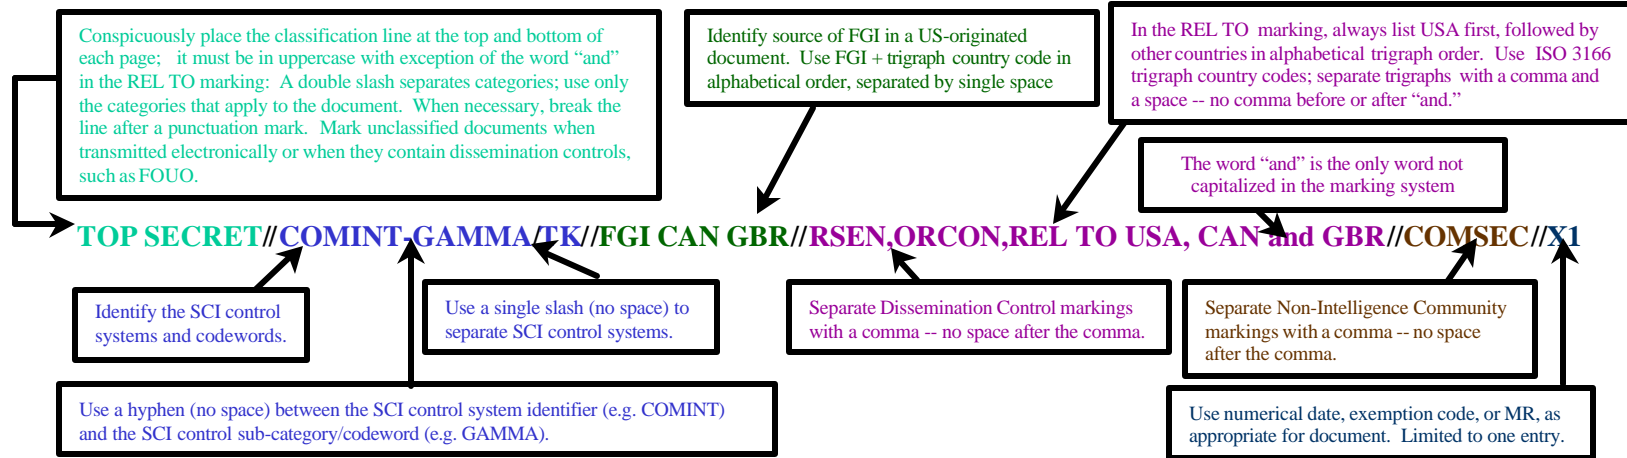 Conspicuously place the classification line at the top and bottom of
each page; it must be in uppercase with exception of the word “and”
in the REL TO marking: A double slash separates categories; use only
the categories that apply to the document. When necessary, break the
line after a punctuation mark. Mark unclassified documents when
transmitted electronically or when they contain dissemination controls,
such as FOUO.
Identify source of FGI in a US-originated
document. Use FGI + trigraph country code in
alphabetical order, separated by single space
In the REL TO marking, always list USA first, followed by
other countries in alphabetical trigraph order. Use ISO 3166
trigraph country codes; separate trigraphs with a comma and
a space -- no comma before or after “and.”
The word “and” is the only word not
capitalized in the marking system
TOP SECRET//COMINT-GAMMA/TK//FGI CAN GBR//RSEN,ORCON,REL TO USA, CAN and GBR//COMSEC//X1
Identify the SCI control
systems and codewords.
Use a single slash (no space) to
separate SCI control systems.
Separate Dissemination Control markings
with a comma -- no space after the comma.
Separate Non-Intelligence Community
markings with a comma -- no space
after the comma.
Use a hyphen (no space) between the SCI control system identifier (e.g. COMINT)
and the SCI control sub-category/codeword (e.g. GAMMA).
Use numerical date, exemption code, or MR, as
appropriate for document. Limited to one entry.